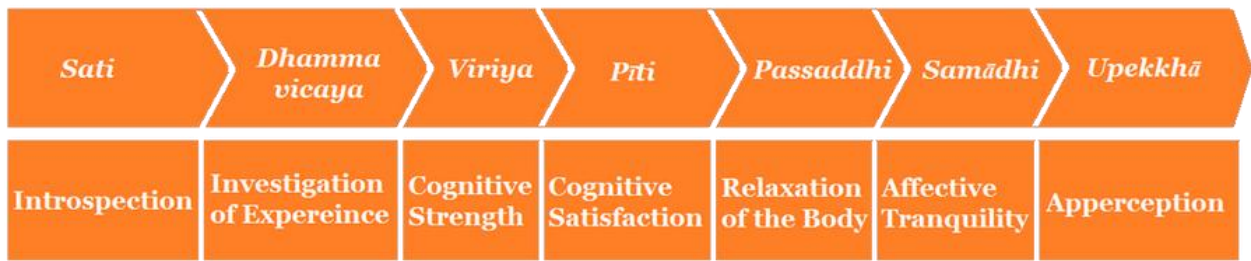 Sati
Dhamma
vicaya
Viriya
Pīti
Passaddhi
Samādhi
Upekkhā
Introspection
Investigation
of Expereince
Cognitive
Strength
Cognitive
Satisfaction
Relaxation
of the Body
Affective
Tranquility
Apperception